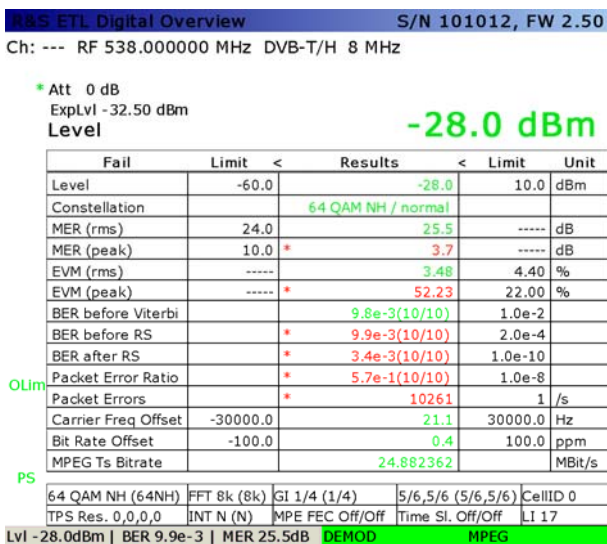 R&S ETL Digital Overview S/N 101012, FW 2.50
Ch: --- RF 538.000000 MHz DVB-T/H 8 MHz
* Att 0 dB
ExpLvl -32.50 dBm
Level -28.0 dBm
Fail Limit < Results < Limit Unit
Level -60.0 -28.0 10.0 dBm
Constellation 64 QAM NH / normal
MER (rms) 24.0 25.5 ----- dB
MER (peak) 10.0 * 3.7 ----- dB
EVM (rms) ----- 3.48 4.40 %
EVM (peak) ----- * 52.23 22.00 %
BER before Viterbi 9.8e-3(10/10) 1.0e-2
BER before RS * 9.9e-3(10/10) 2.0e-4
BER after RS * 3.4e-3(10/10) 1.0e-10
Packet Error Ratio * 5.7e-1(10/10) 1.0e-8
OLim
Packet Errors * 10261 1 /s
Carrier Freq Offset -30000.0 21.1 30000.0 Hz
Bit Rate Offset -100.0 0.4 100.0 ppm
MPEG Ts Bitrate 24.882362 MBit/s
PS
64 QAM NH (64NH) FFT 8k (8k) GI 1/4 (1/4) 5/6,5/6 (5/6,5/6) CellID 0
TPS Res. 0,0,0,0 INT N (N) MPE FEC Off/Off Time Sl. Off/Off LI 17
Lvl -28.0dBm | BER 9.9e-3 | MER 25.5dB DEMOD MPEG